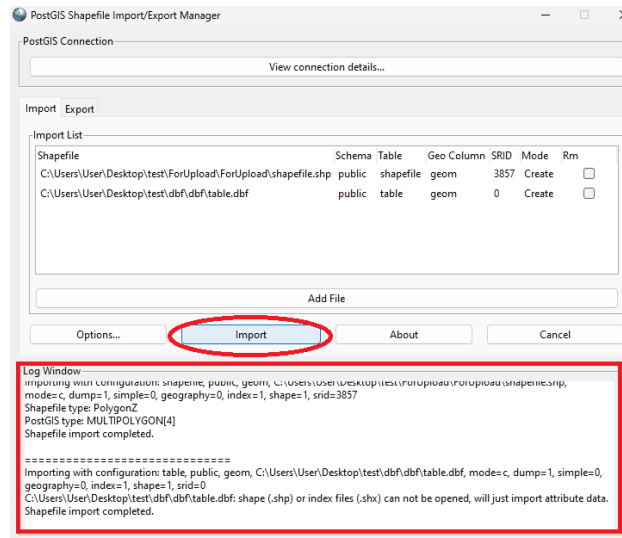 PostGIS Shapefile Import/Export Manager
PostGIS Connection
View connection details...
Import Export
Import List
Shapefile Schema Table Geo Column SRID Mode Rm
C:\Users\User\Desktop\test\ForUpload\ForUpload\shapefile.shp public shapefile geom 3857 Create
C:\Users\User\Desktop\test\dbf\dbf\table.dbf public table geom 0 Create
Add File
Options... Import About Cancel
Log Window
Importing with configuration: shapefile, public, geom, C:\Users\User\Desktop\test\ForUpload\ForUpload\shapefile.shp,
mode=c, dump=1, simple=0, geography=0, index=1, shape=1, srid=3857
Shapefile type: PolygonZ
PostGIS type: MULTIPOLYGON[4]
Shapefile import completed.
==============================
Importing with configuration: table, public, geom, C:\Users\User\Desktop\test\dbf\dbf\table.dbf, mode=c, dump=1, simple=0,
geography=0, index=1, shape=1, srid=0
C:\Users\User\Desktop\test\dbf\dbf\table.dbf: shape (.shp) or index files (.shx) can not be opened, will just import attribute data.
Shapefile import completed.